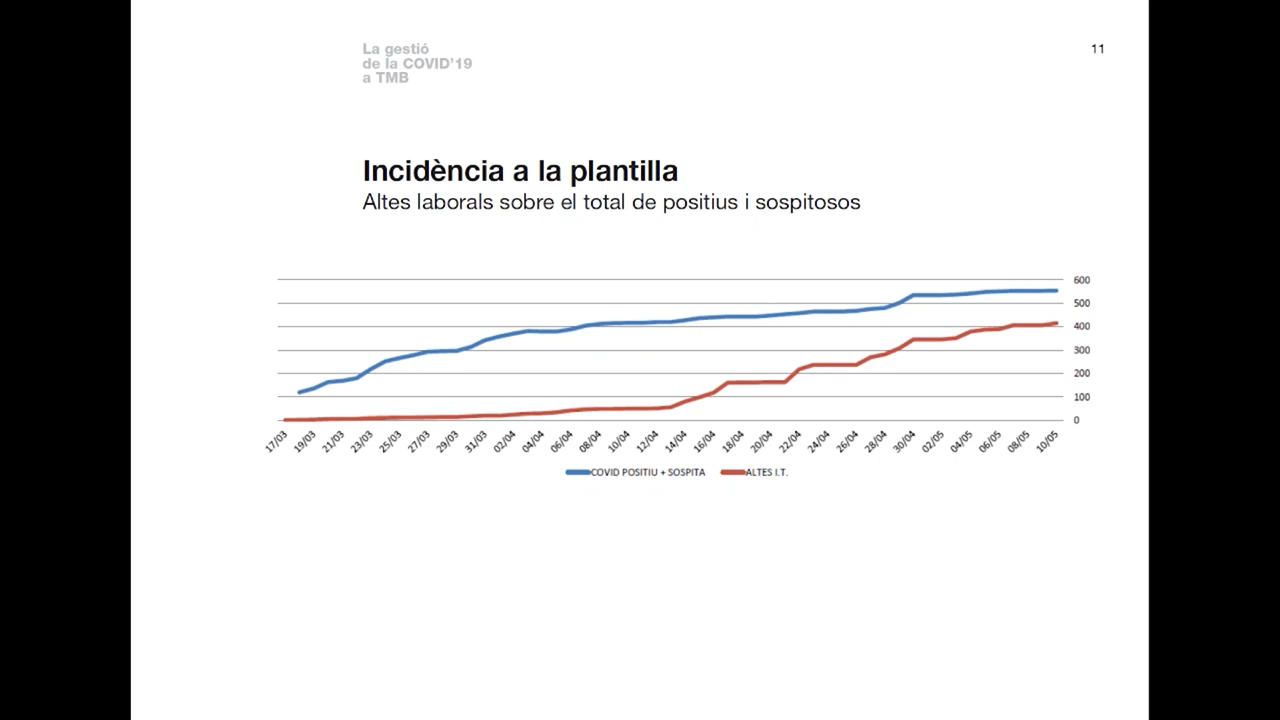 La gestió
de la COVID'19
a TMB
11
Incidència a la plantilla
Altes laborals sobre el total de positius i sospitosos
600
500
400
300
200
100
0
17/03 19/03 21/03 23/03 25/03 27/03 29/03 31/03 02/04 04/04 06/04 08/04 10/04 12/04 14/04 16/04 18/04 20/04 22/04 24/04 26/04 28/04 30/04 02/05 04/05 06/05 08/05 10/05
COVID POSITIU + SOSPITA ALTES I.T.